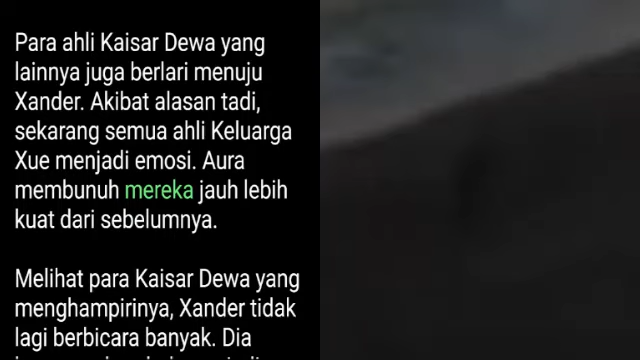 Para ahli Kaisar Dewa yang
lainnya juga berlari menuju
Xander. Akibat alasan tadi,
sekarang semua ahli Keluarga
Xue menjadi emosi. Aura
membunuh mereka jauh lebih
kuat dari sebelumnya.
Melihat para Kaisar Dewa yang
menghampirinya, Xander tidak
lagi berbicara banyak. Dia